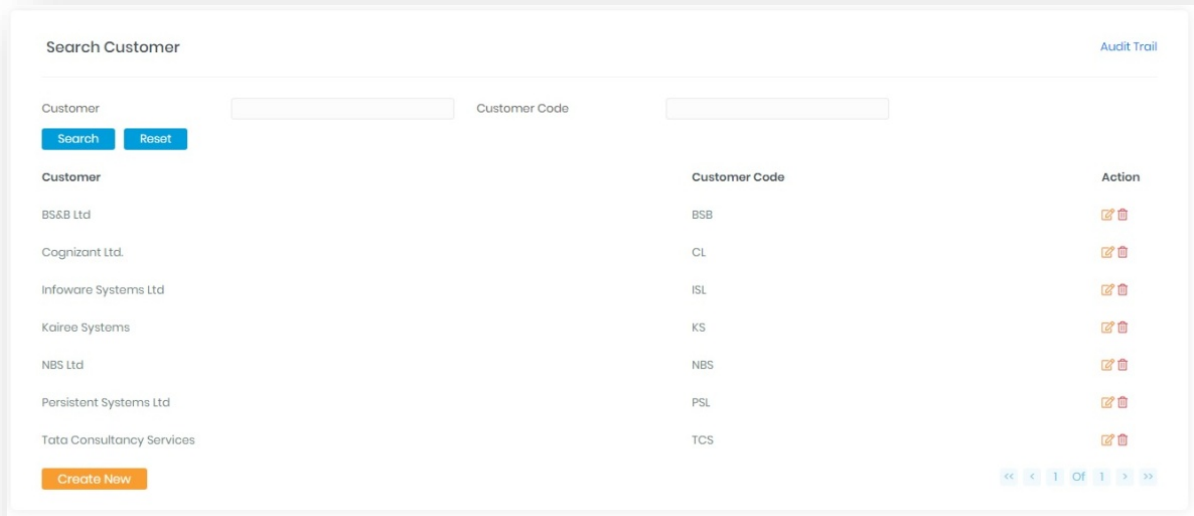 Search Customer Audit Trail
Customer Customer Code
Search Reset
Customer Customer Code Action
BS&B Ltd BSB
Cognizant Ltd. CL
Infoware Systems Ltd ISL
Kairee Systems KS
NBS Ltd NBS
Persistent Systems Ltd PSL
Tata Consultancy Services TCS
Create New << < 1 Of 1 > >>